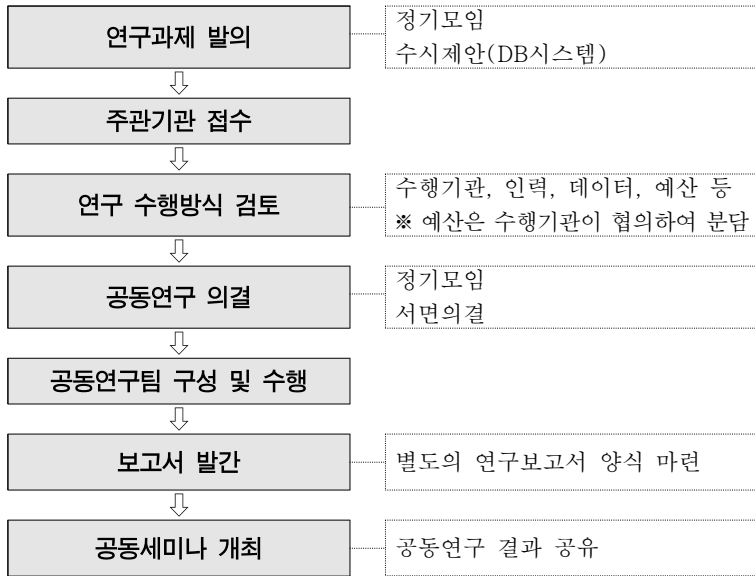 연구과제 발의
정기모임
수시제안(DB시스템)
주관기관 접수
연구 수행방식 검토
수행기관, 인력, 데이터, 예산 등
※ 예산은 수행기관이 협의하여 분담
공동연구 의결
정기모임
서면의결
공동연구팀 구성 및 수행
보고서 발간
별도의 연구보고서 양식 마련
공동세미나 개최
공동연구 결과 공유